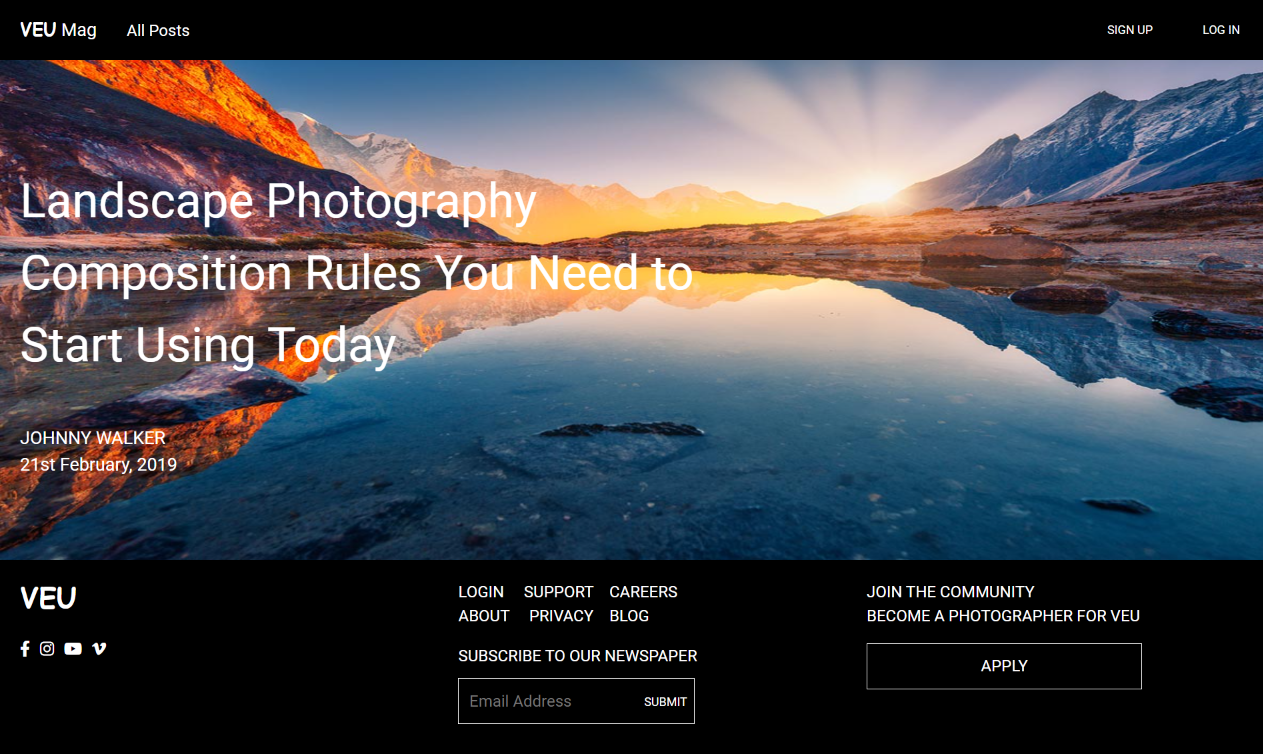 VEU Mag
All Posts
SIGN UP
LOG IN
Landscape Photography
Composition Rules You Need to
Start Using Today
JOHNNY WALKER
21st February, 2019
VEU
LOGIN SUPPORT CAREERS
ABOUT PRIVACY BLOG
SUBSCRIBE TO OUR NEWSPAPER
Email Address SUBMIT
JOIN THE COMMUNITY
BECOME A PHOTOGRAPHER FOR VEU
APPLY